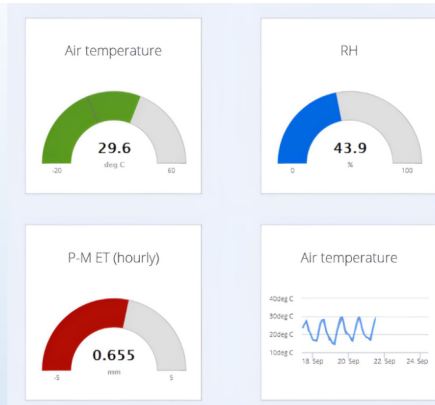 Air temperature
29.6
deg C
-20
60
RH
43.9
%
0
100
P-M ET (hourly)
0.655
mm
-5
5
Air temperature
40deg C
30deg C
20deg C
10deg C
18. Sep 20. Sep 22. Sep 24. Sep